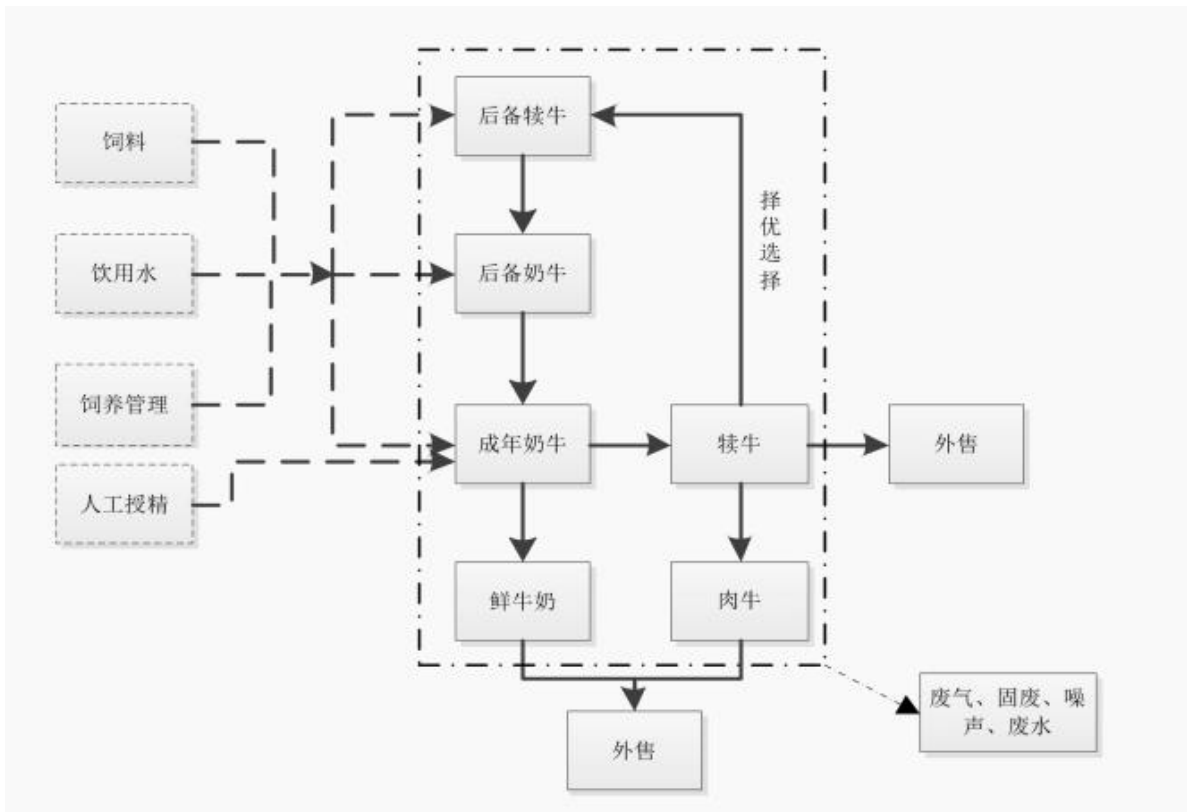 饲料
饮用水
饲养管理
人工授精
后备犊牛
后备奶牛
成年奶牛
鲜牛奶
择优选择
犊牛
肉牛
外售
外售
废气、固废、噪
声、废水